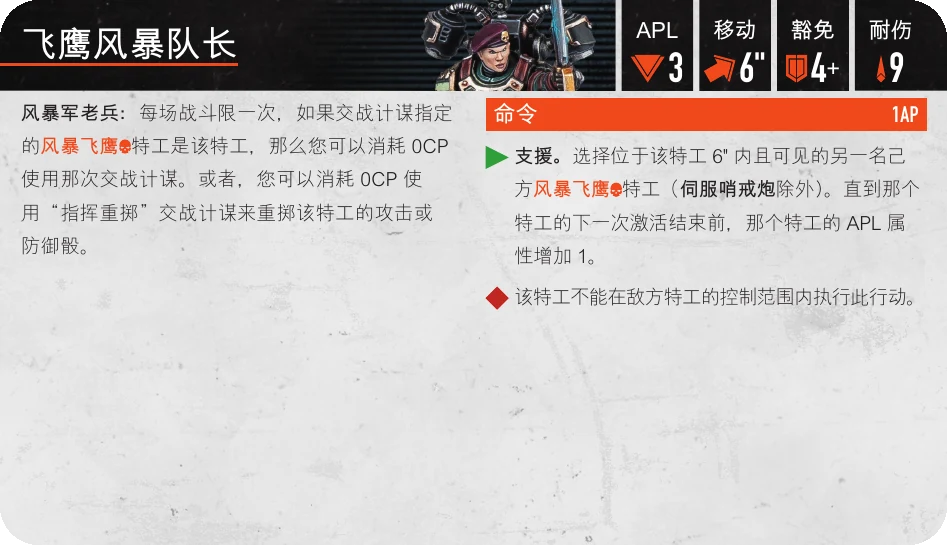 飞鹰风暴队长
APL 移动 豁免 耐伤
3 6" 4+ 9
风暴军老兵：每场战斗限一次，如果交战计谋指定
的风暴飞鹰特工是该特工，那么您可以消耗 0CP
使用那次交战计谋。或者，您可以消耗 0CP 使
用“指挥重掷”交战计谋来重掷该特工的攻击或
防御骰。
命令 1AP
支援。选择位于该特工 6" 内且可见的另一名己
方风暴飞鹰特工（伺服哨戒炮除外）。直到那个
特工的下一次激活结束前，那个特工的 APL 属
性增加 1。
该特工不能在敌方特工的控制范围内执行此行动。